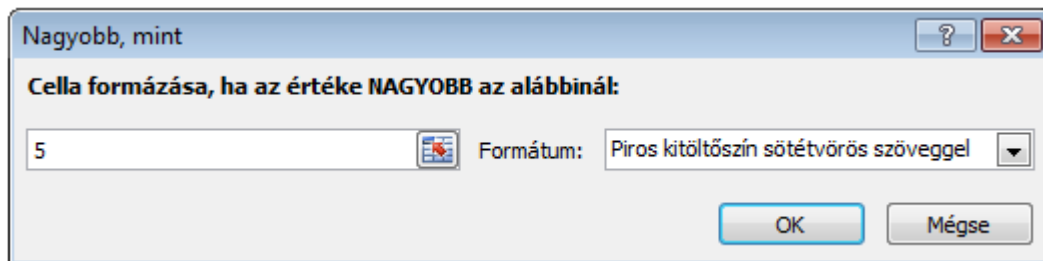 Nagyobb, mint
Cella formázása, ha az értéke NAGYOBB az alábbinál:
5 Formátum: Piros kitöltőszín sötétvörös szöveggel
OK Mégse